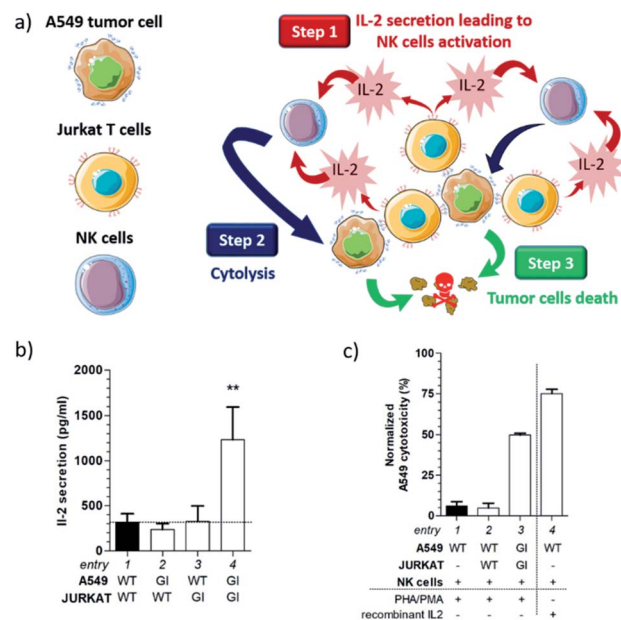 a)
A549 tumor cell
Jurkat T cells
NK cells
Step 1
IL-2 secretion leading to
NK cells activation
IL-2
IL-2
IL-2
IL-2
Step 2
Cytolysis
Step 3
Tumor cells death
b)
Il-2 secretion (pg/ml)
2000
1500
1000
500
0
**
entry 1 2 3 4
A549 WT GI WT GI
JURKAT WT WT GI GI
c)
Normalized
A549 cytotoxicity (%)
100
75
50
25
0
entry 1 2 3 4
A549 WT WT GI WT
JURKAT - WT GI -
NK cells + + + +
PHA/PMA + + + -
recombinant IL2 - - - +